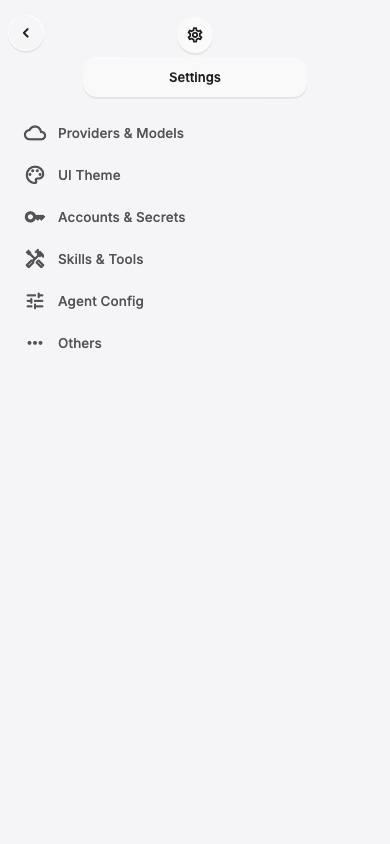 Settings
Providers & Models
UI Theme
Accounts & Secrets
Skills & Tools
Agent Config
Others